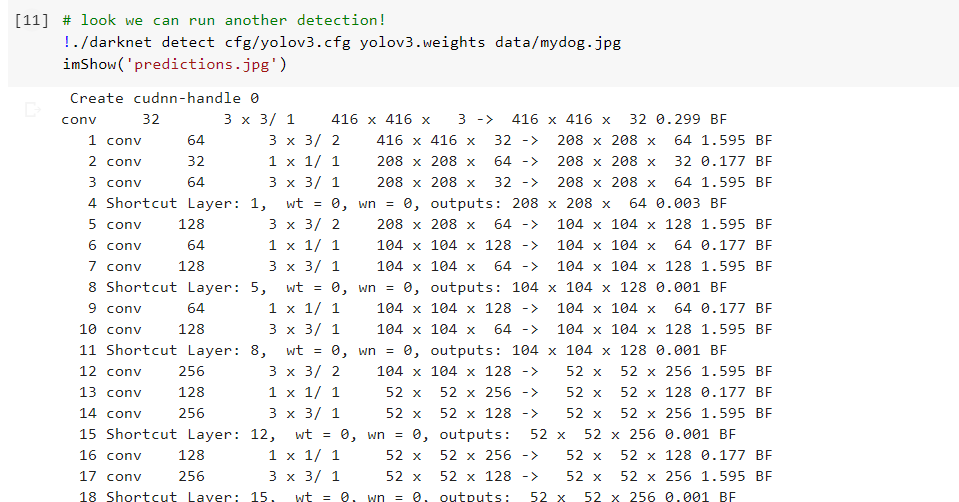 [11] # look we can run another detection!
!./darknet detect cfg/yolov3.cfg yolov3.weights data/mydog.jpg
imShow('predictions.jpg')
Create cudnn-handle 0
conv 32 3 x 3/ 1 416 x 416 x 3 -> 416 x 416 x 32 0.299 BF
1 conv 64 3 x 3/ 2 416 x 416 x 32 -> 208 x 208 x 64 1.595 BF
2 conv 32 1 x 1/ 1 208 x 208 x 64 -> 208 x 208 x 32 0.177 BF
3 conv 64 3 x 3/ 1 208 x 208 x 32 -> 208 x 208 x 64 1.595 BF
4 Shortcut Layer: 1, wt = 0, wn = 0, outputs: 208 x 208 x 64 0.003 BF
5 conv 128 3 x 3/ 2 208 x 208 x 64 -> 104 x 104 x 128 1.595 BF
6 conv 64 1 x 1/ 1 104 x 104 x 128 -> 104 x 104 x 64 0.177 BF
7 conv 128 3 x 3/ 1 104 x 104 x 64 -> 104 x 104 x 128 1.595 BF
8 Shortcut Layer: 5, wt = 0, wn = 0, outputs: 104 x 104 x 128 0.001 BF
9 conv 64 1 x 1/ 1 104 x 104 x 128 -> 104 x 104 x 64 0.177 BF
10 conv 128 3 x 3/ 1 104 x 104 x 64 -> 104 x 104 x 128 1.595 BF
11 Shortcut Layer: 8, wt = 0, wn = 0, outputs: 104 x 104 x 128 0.001 BF
12 conv 256 3 x 3/ 2 104 x 104 x 128 -> 52 x 52 x 256 1.595 BF
13 conv 128 1 x 1/ 1 52 x 52 x 256 -> 52 x 52 x 128 0.177 BF
14 conv 256 3 x 3/ 1 52 x 52 x 128 -> 52 x 52 x 256 1.595 BF
15 Shortcut Layer: 12, wt = 0, wn = 0, outputs: 52 x 52 x 256 0.001 BF
16 conv 128 1 x 1/ 1 52 x 52 x 256 -> 52 x 52 x 128 0.177 BF
17 conv 256 3 x 3/ 1 52 x 52 x 128 -> 52 x 52 x 256 1.595 BF
18 Shortcut Layer: 15, wt = 0, wn = 0, outputs: 52 x 52 x 256 0.001 BF